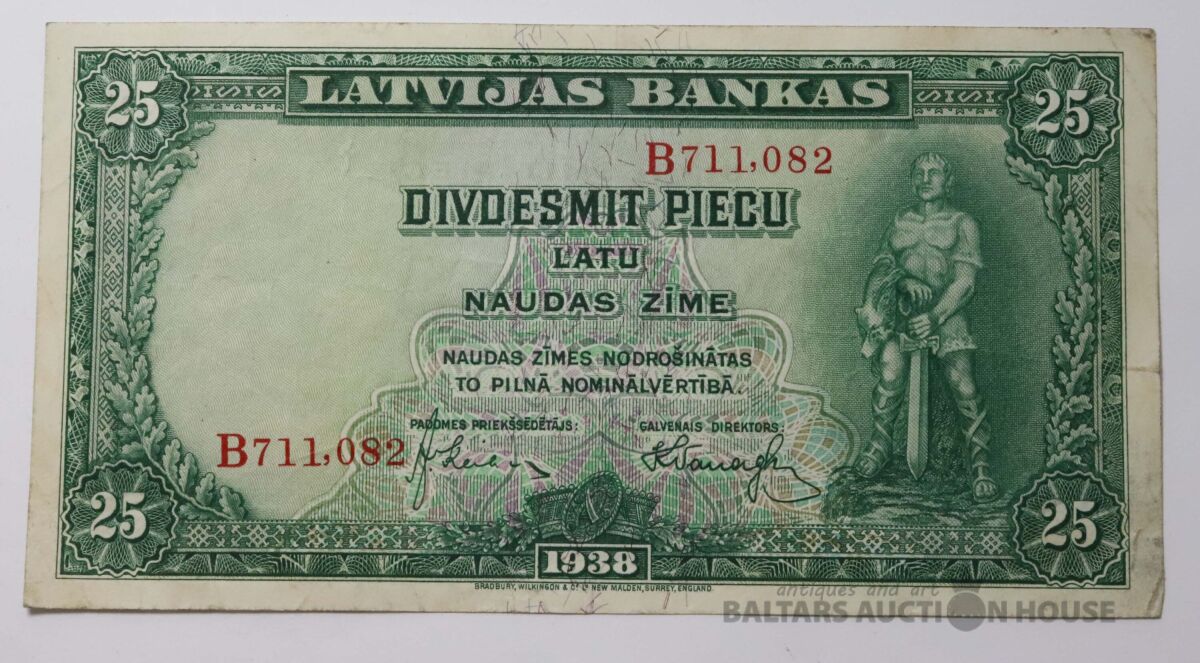 25
LATVIJAS BANKAS
25
B711,082
DIVDESMIT PIECU
LATU
NAUDAS ZĪME
NAUDAS ZĪMES NODROŠINĀTAS
TO PILNĀ NOMINĀLVĒRTĪBĀ.
PADOMES PRIEKŠSĒDĒTĀJS:
GALVENAIS DIREKTORS:
B711,082
25
25
1938
BRADBURY, WILKINSON & Cº Lᴰ NEW MALDEN, SURREY, ENGLAND.
antiques and art
BALTARS AUCTION HOUSE